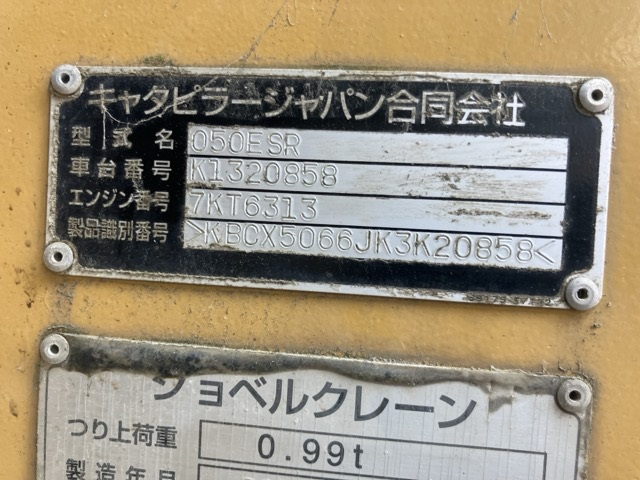 キャタピラージャパン合同会社
型式名 050ESR
車台番号 K1320858
エンジン番号 7KT6313
製品識別番号 >KBCX5066JK3K20858<
ショベルクレーン
つり上荷重 0.99t
製造年月